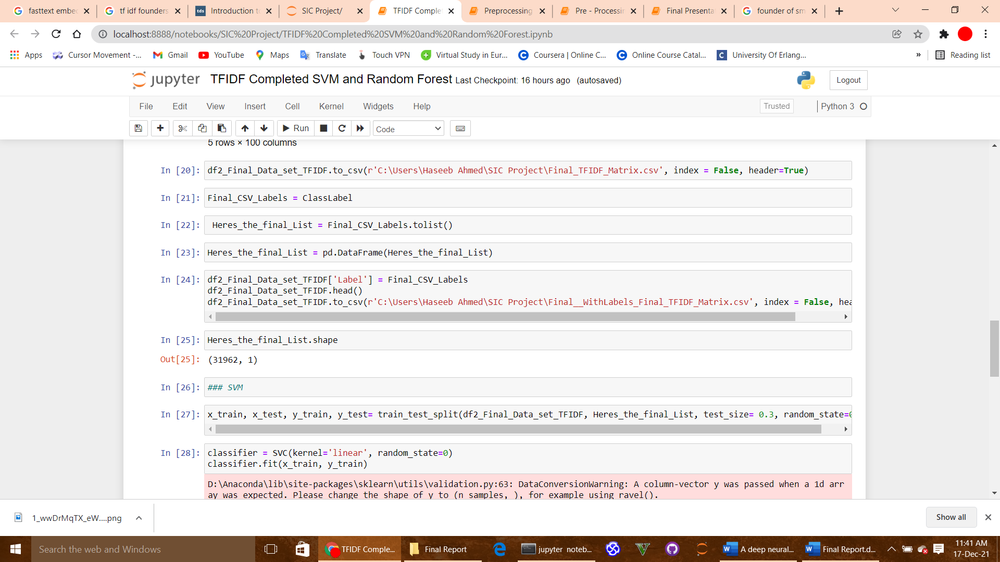 fasttext embed
tf idf founders
Introduction to
SIC Project/
TFIDF Comple
Preprocessing
Pre - Processin
Final Presenta
founder of sm
localhost:8888/notebooks/SIC%20Project/TFIDF%20Completed%20SVM%20and%20Random%20Forest.ipynb
Apps
Cursor Movement -...
Gmail
YouTube
Maps
Translate
Touch VPN
Virtual Study in Eur...
Coursera | Online C...
Online Course Catal...
University Of Erlang...
»
Reading list
jupyter TFIDF Completed SVM and Random Forest Last Checkpoint: 16 hours ago (autosaved)
Logout
File Edit View Insert Cell Kernel Widgets Help
Trusted
Python 3
Run
Code
5 rows × 100 columns
In [20]: df2_Final_Data_set_TFIDF.to_csv(r'C:\Users\Haseeb Ahmed\SIC Project\Final_TFIDF_Matrix.csv', index = False, header=True)
In [21]: Final_CSV_Labels = ClassLabel
In [22]: Heres_the_final_List = Final_CSV_Labels.tolist()
In [23]: Heres_the_final_List = pd.DataFrame(Heres_the_final_List)
In [24]: df2_Final_Data_set_TFIDF['Label'] = Final_CSV_Labels
df2_Final_Data_set_TFIDF.head()
df2_Final_Data_set_TFIDF.to_csv(r'C:\Users\Haseeb Ahmed\SIC Project\Final__WithLabels_Final_TFIDF_Matrix.csv', index = False, hea
In [25]: Heres_the_final_List.shape
Out[25]: (31962, 1)
In [26]: ### SVM
In [27]: x_train, x_test, y_train, y_test= train_test_split(df2_Final_Data_set_TFIDF, Heres_the_final_List, test_size= 0.3, random_state=0
In [28]: classifier = SVC(kernel='linear', random_state=0)
classifier.fit(x_train, y_train)
D:\Anaconda\lib\site-packages\sklearn\utils\validation.py:63: DataConversionWarning: A column-vector y was passed when a 1d arr
ay was expected. Please change the shape of y to (n_samples, ), for example using ravel().
1_wwDrMqTX_eW....png
Show all
Search the web and Windows
TFIDF Comple...
Final Report
jupyter noteb...
A deep neural...
Final Report.d...
11:41 AM
17-Dec-21